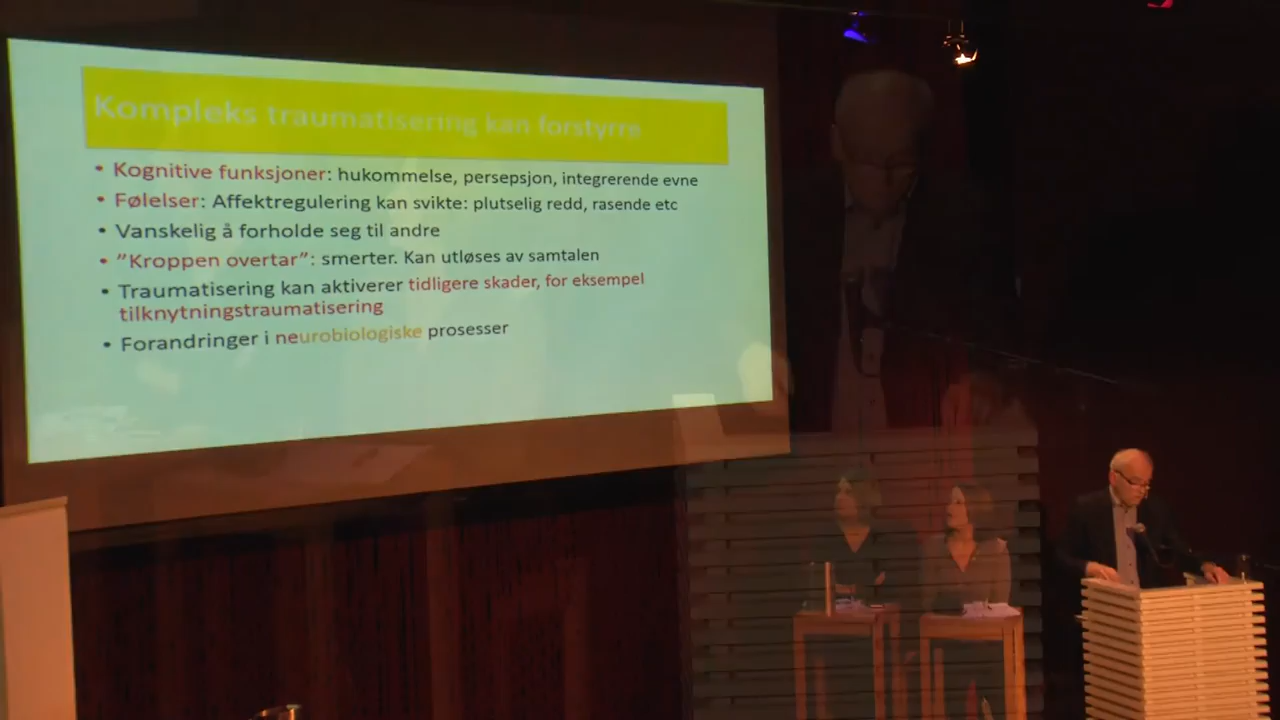 Kompleks traumatisering kan forstyrre
• Kognitive funksjoner: hukommelse, persepsjon, integrerende evne
• Følelser: Affektregulering kan svikte: plutselig redd, rasende etc
• Vanskelig å forholde seg til andre
• ”Kroppen overtar”: smerter. Kan utløses av samtalen
• Traumatisering kan aktiverer tidligere skader, for eksempel
tilknytningstraumatisering
• Forandringer i neurobiologiske prosesser